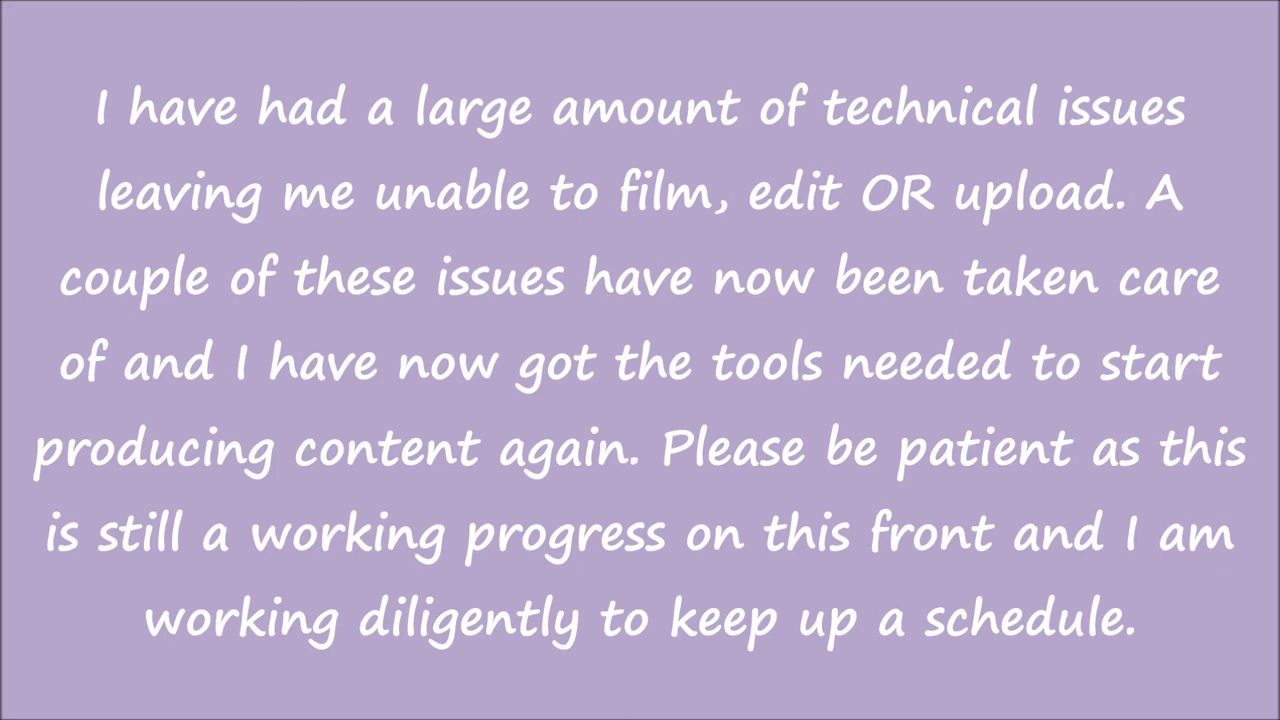 I have had a large amount of technical issues
leaving me unable to film, edit OR upload. A
couple of these issues have now been taken care
of and I have now got the tools needed to start
producing content again. Please be patient as this
is still a working progress on this front and I am
working diligently to keep up a schedule.